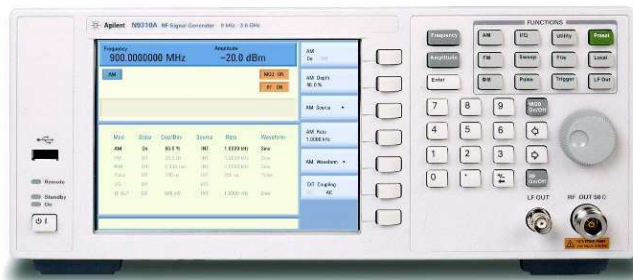 Agilent N9310A RF Signal Generator 9 kHz - 3.0 GHz
Frequency
900.0000000 MHz
Amplitude
-20.0 dBm
AM
MOD ON
RF ON
Mod State Dep/Dev Source Rate Waveform
AM On INT 1.0000 kHz Sine
AM
On
AM Depth
AM Source
AM Rate
1.0000 kHz
AM Waveform
EXT Coupling
AC
FUNCTIONS
Frequency AM I/Q Utility Preset
Amplitude FM Sweep File Local
Enter ΦM Pulse Trigger LF Out
7 8 9 MOD On/Off
4 5 6
1 2 3
0 . RF On/Off
LF OUT RF OUT 50 Ω
Remote
Standby
On